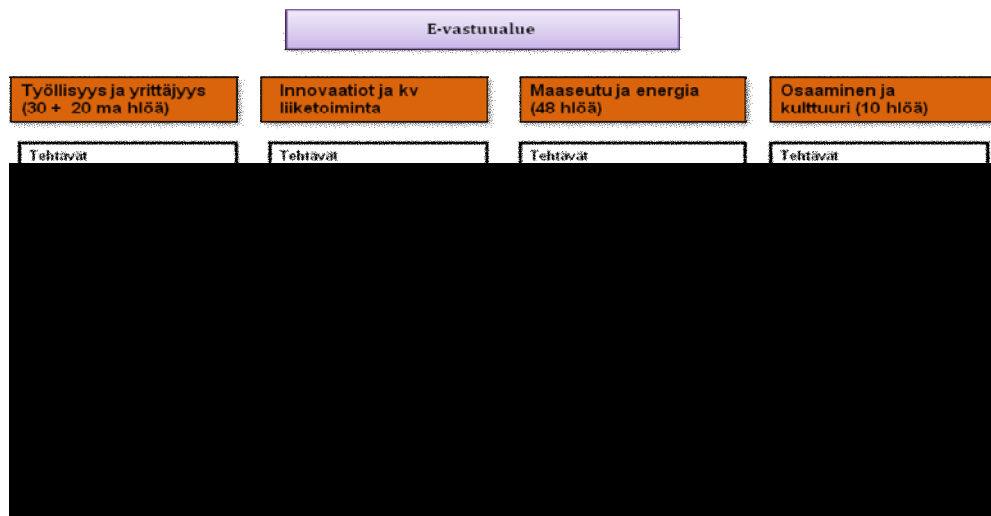 E-vastuualue
Työllisyys ja yrittäjyys
(30 + 20 ma hlöä)
Innovaatiot ja kv
liiketoiminta
Maaseutu ja energia
(48 hlöä)
Osaaminen ja
kulttuuri (10 hlöä)
Tehtävät
Tehtävät
Tehtävät
Tehtävät